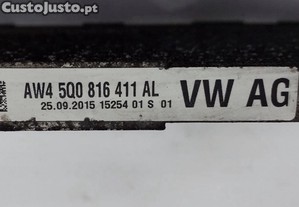 CustoJusto.pt
AW4 5Q0 816 411 AL
25.09.2015 15254 01 S 01
VW AG